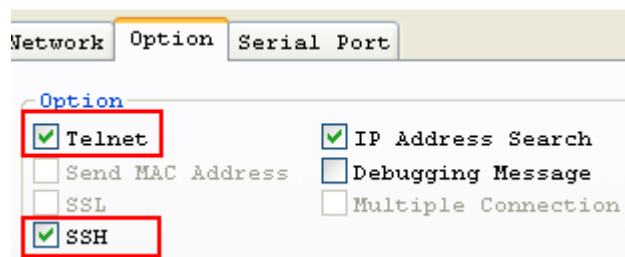 Network Option Serial Port
Option
Telnet IP Address Search
Send MAC Address Debugging Message
SSL Multiple Connection
SSH